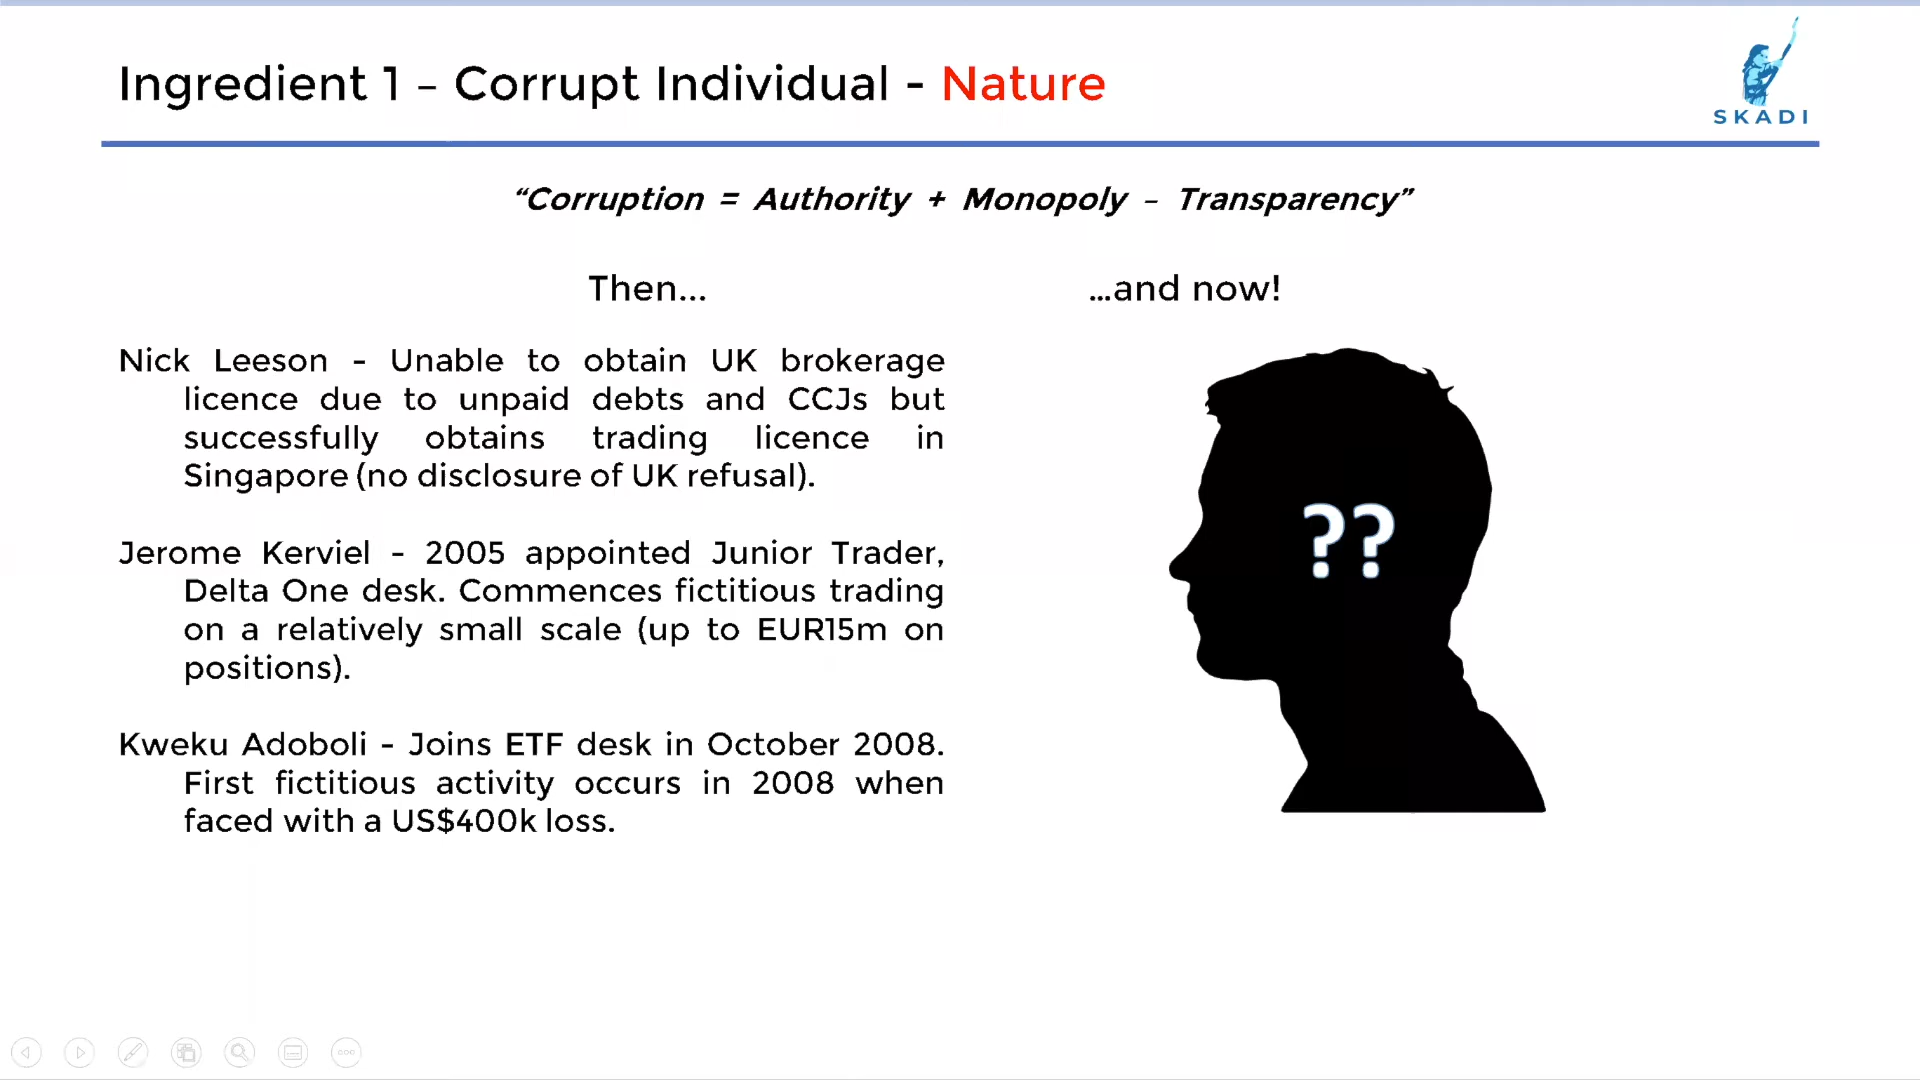 Ingredient 1 – Corrupt Individual - Nature
SKADI
“Corruption = Authority + Monopoly – Transparency”
Then...
...and now!
Nick Leeson - Unable to obtain UK brokerage
licence due to unpaid debts and CCJs but
successfully obtains trading licence in
Singapore (no disclosure of UK refusal).
Jerome Kerviel - 2005 appointed Junior Trader,
Delta One desk. Commences fictitious trading
on a relatively small scale (up to EUR15m on
positions).
Kweku Adoboli - Joins ETF desk in October 2008.
First fictitious activity occurs in 2008 when
faced with a US$400k loss.
??